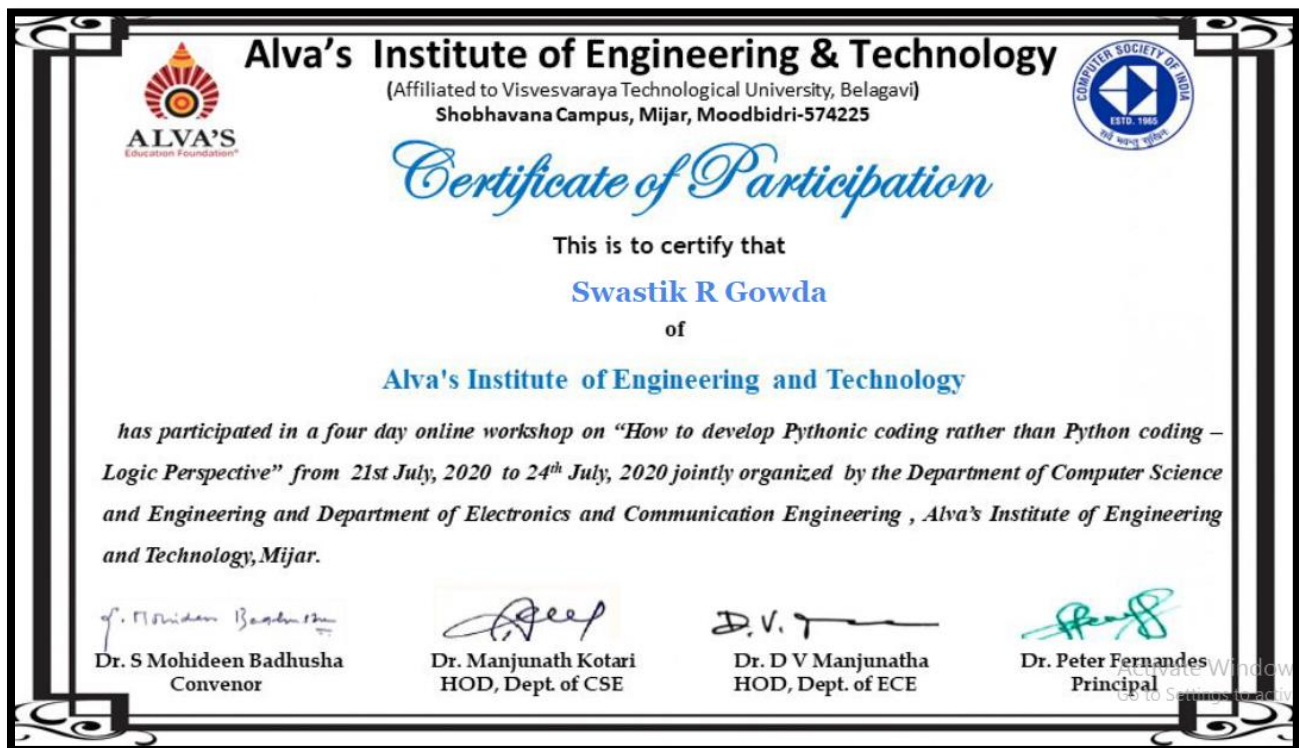 Alva's Institute of Engineering & Technology
(Affiliated to Visvesvaraya Technological University, Belagavi)
Shobhavana Campus, Mijar, Moodbidri-574225
ALVA'S
Education Foundation®
COMPUTER SOCIETY OF INDIA
ESTD. 1965
सर्वे भवन्तु सुखिनः
Certificate of Participation
This is to certify that
Swastik R Gowda
of
Alva's Institute of Engineering and Technology
has participated in a four day online workshop on “How to develop Pythonic coding rather than Python coding –
Logic Perspective” from 21st July, 2020 to 24th July, 2020 jointly organized by the Department of Computer Science
and Engineering and Department of Electronics and Communication Engineering , Alva’s Institute of Engineering
and Technology, Mijar.
D.V.
Dr. S Mohideen Badhusha
Convenor
Dr. Manjunath Kotari
HOD, Dept. of CSE
Dr. D V Manjunatha
HOD, Dept. of ECE
Dr. Peter Fernandes
Principal
Activate Window
Go to Settings to activ